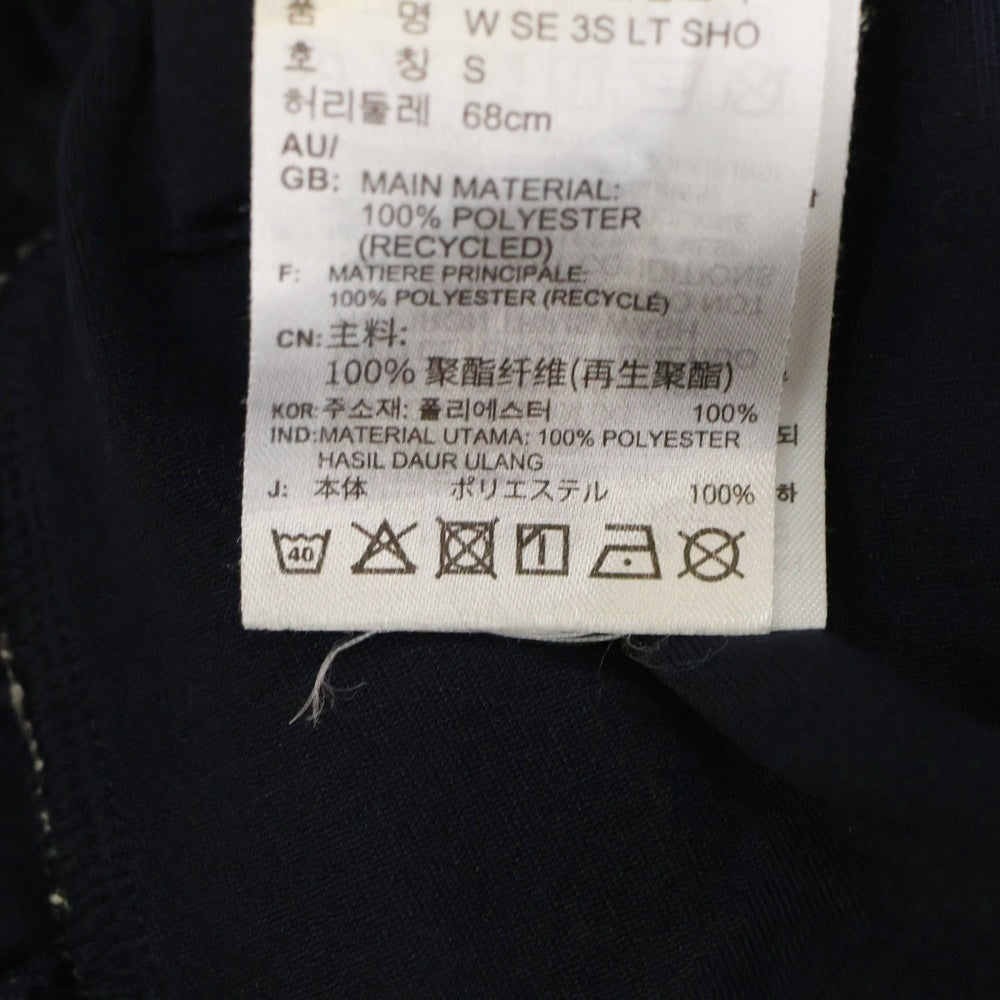 품 명 W SE 3S LT SHO
호 칭 S
허리둘레 68cm
AU/
GB: MAIN MATERIAL:
100% POLYESTER
(RECYCLED)
F: MATIERE PRINCIPALE:
100% POLYESTER (RECYCLÉ)
CN: 主料:
100% 聚酯纤维(再生聚酯)
KOR: 주소재: 폴리에스터 100%
IND: MATERIAL UTAMA: 100% POLYESTER
HASIL DAUR ULANG
J: 本体 ポリエステル 100%
40
되
하